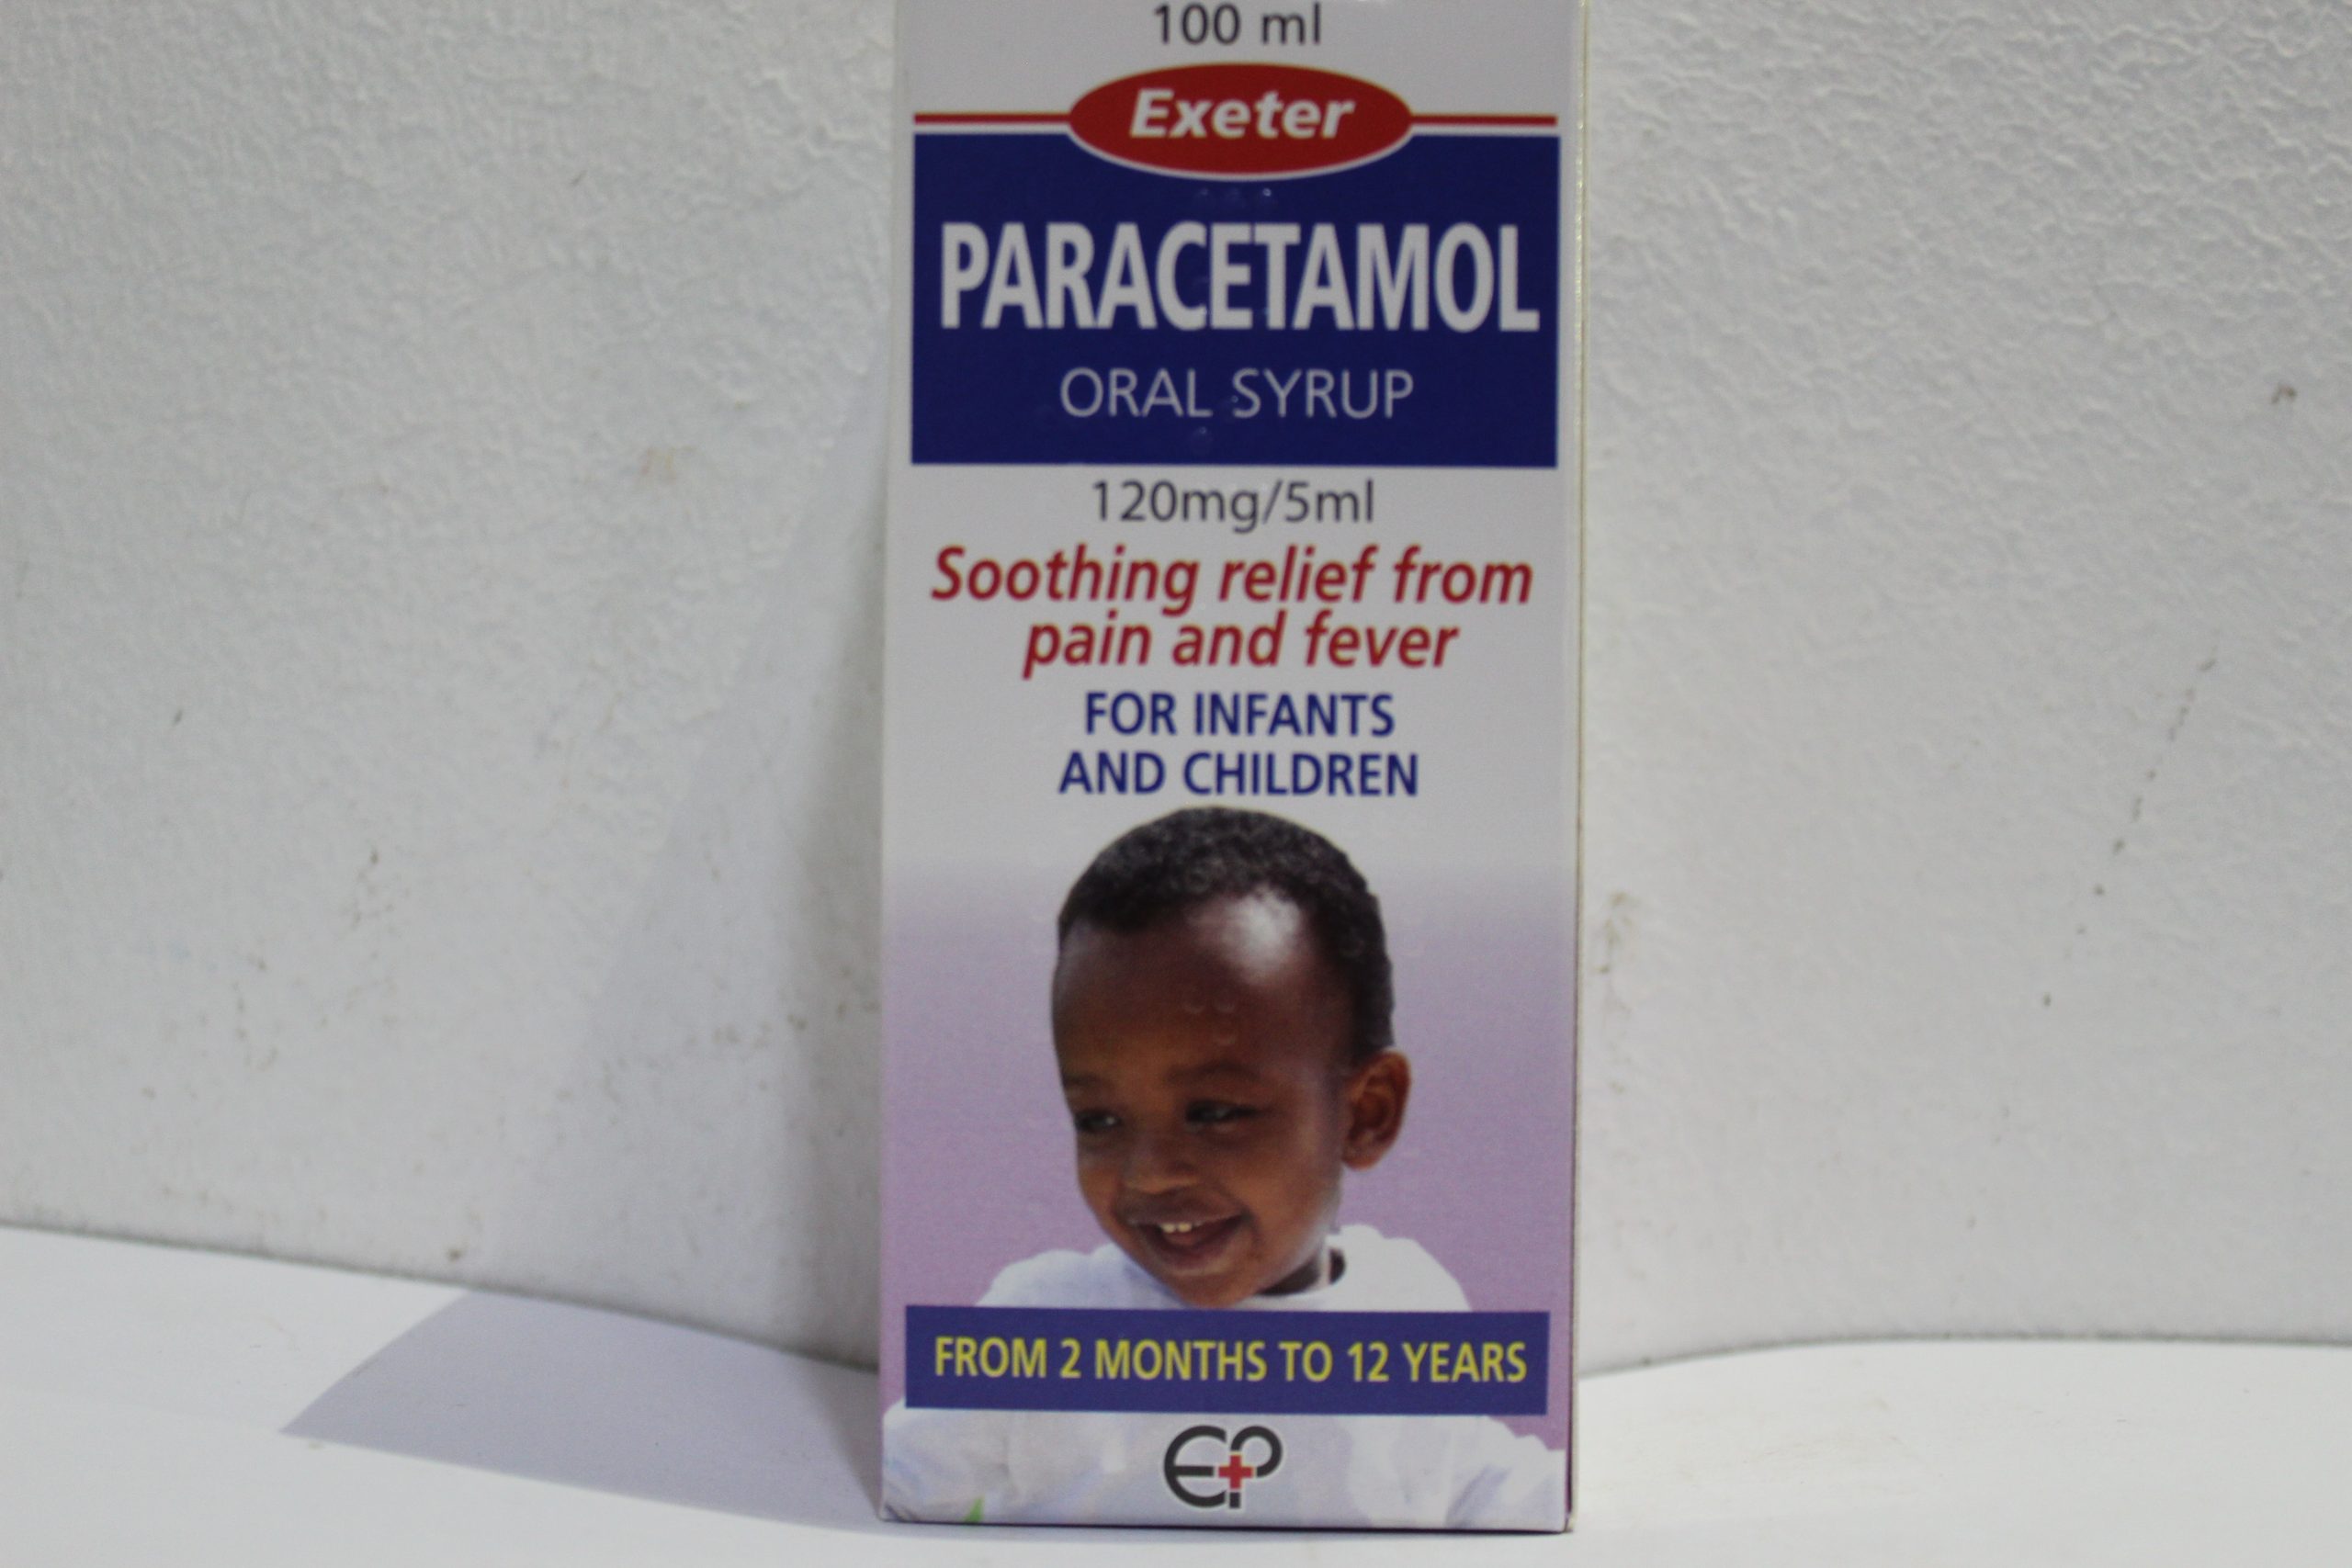 100 ml
Exeter
PARACETAMOL
ORAL SYRUP
120mg/5ml
Soothing relief from
pain and fever
FOR INFANTS
AND CHILDREN
FROM 2 MONTHS TO 12 YEARS
EP